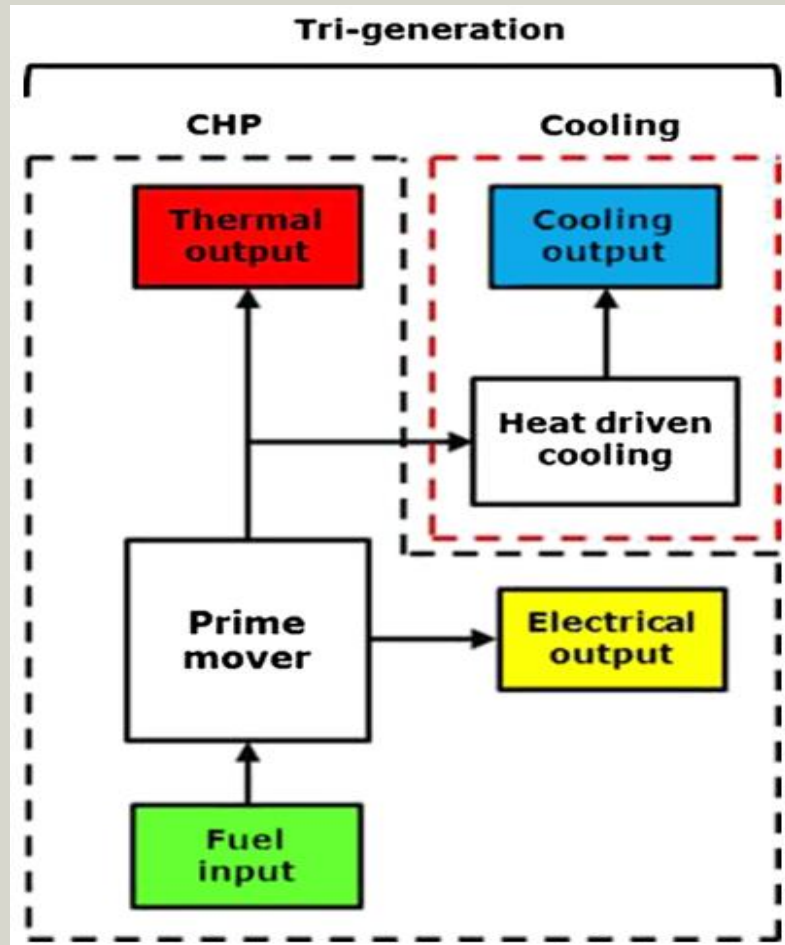 Tri-generation
CHP
Cooling
Thermal
output
Cooling
output
Heat driven
cooling
Prime
mover
Electrical
output
Fuel
input